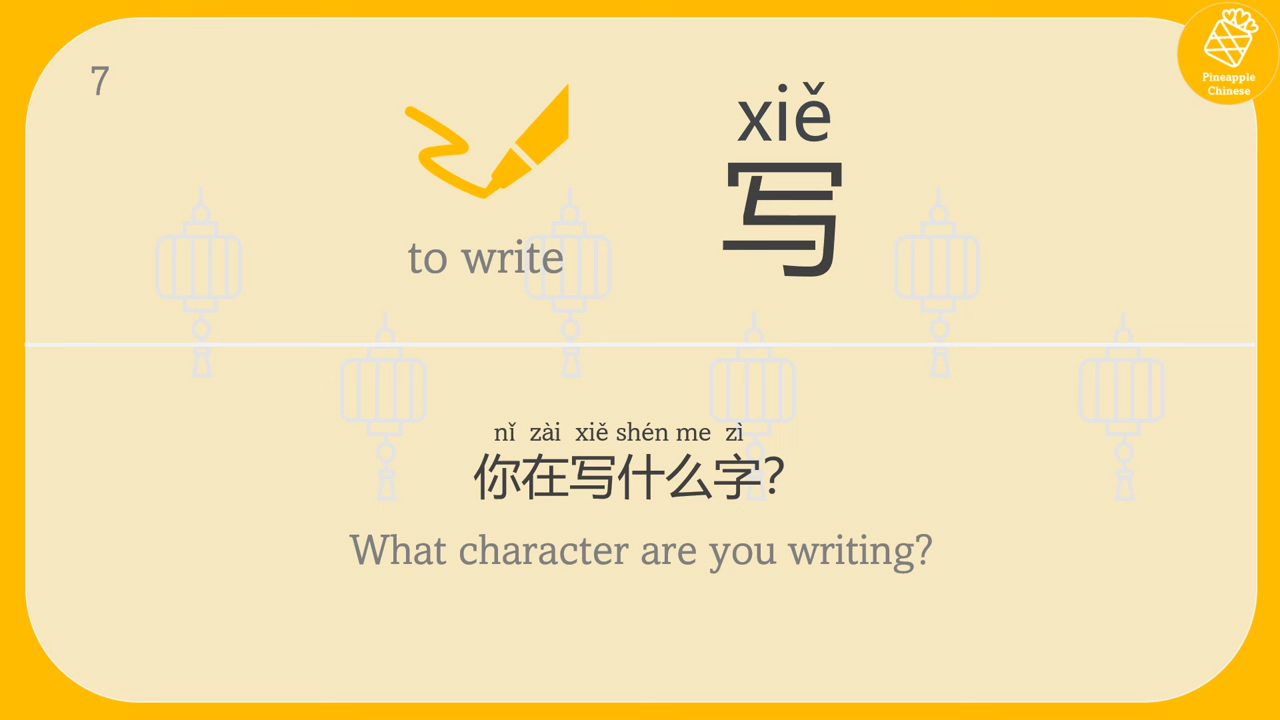 7
Pineapple
Chinese
xiě
写
to write
nǐ zài xiě shén me zì
你在写什么字?
What character are you writing?